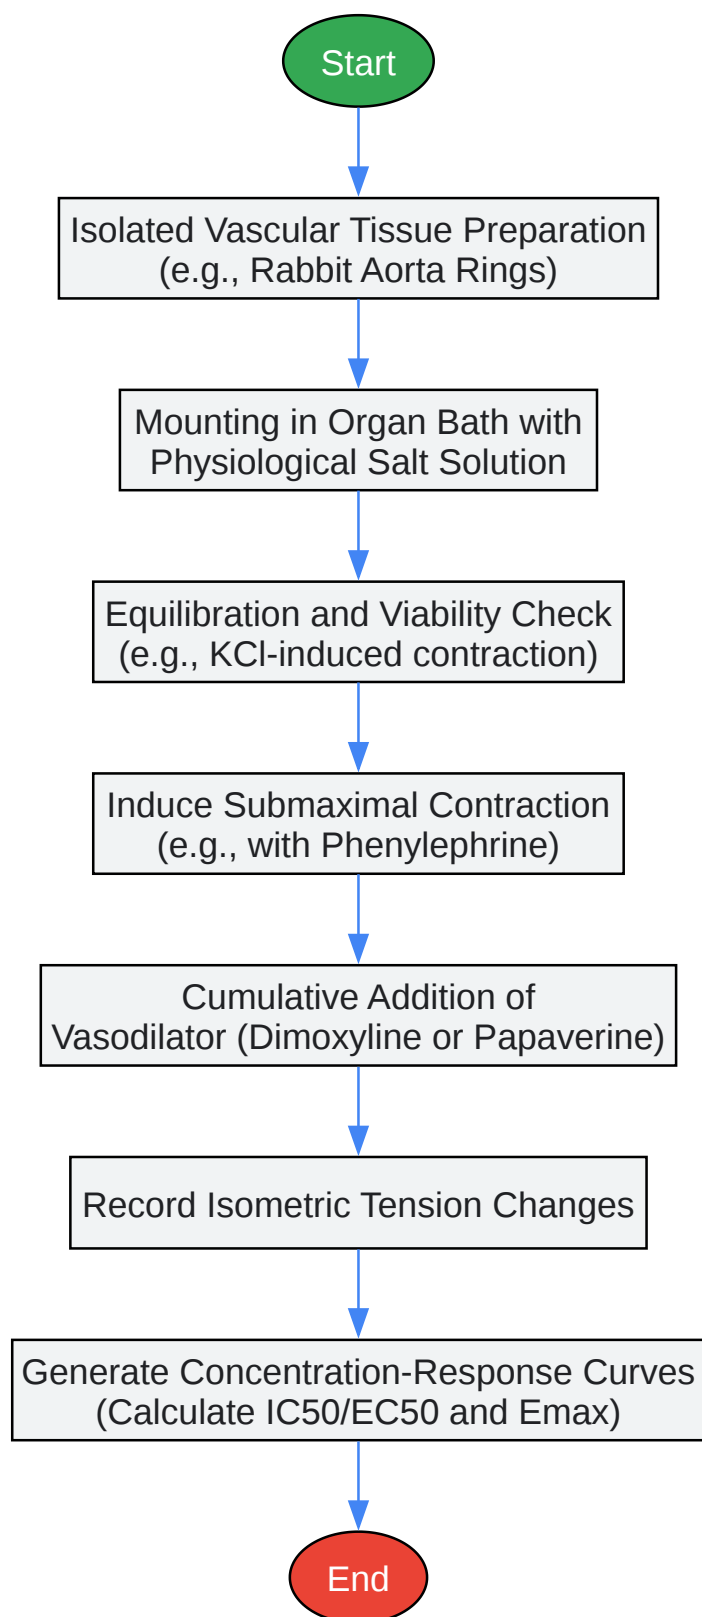 Start
Isolated Vascular Tissue Preparation
(e.g., Rabbit Aorta Rings)
Mounting in Organ Bath with
Physiological Salt Solution
Equilibration and Viability Check
(e.g., KCl-induced contraction)
Induce Submaximal Contraction
(e.g., with Phenylephrine)
Cumulative Addition of
Vasodilator (Dimoxyline or Papaverine)
Record Isometric Tension Changes
Generate Concentration-Response Curves
(Calculate IC50/EC50 and Emax)
End